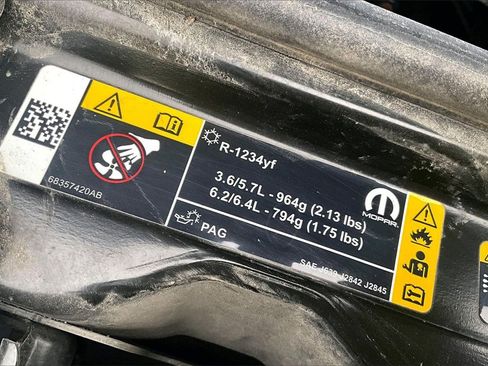 R-1234yf
3.6/5.7L - 964g (2.13 lbs)
6.2/6.4L - 794g (1.75 lbs)
PAG
MOPAR
SAE J639 J2842 J2845
68357420AB